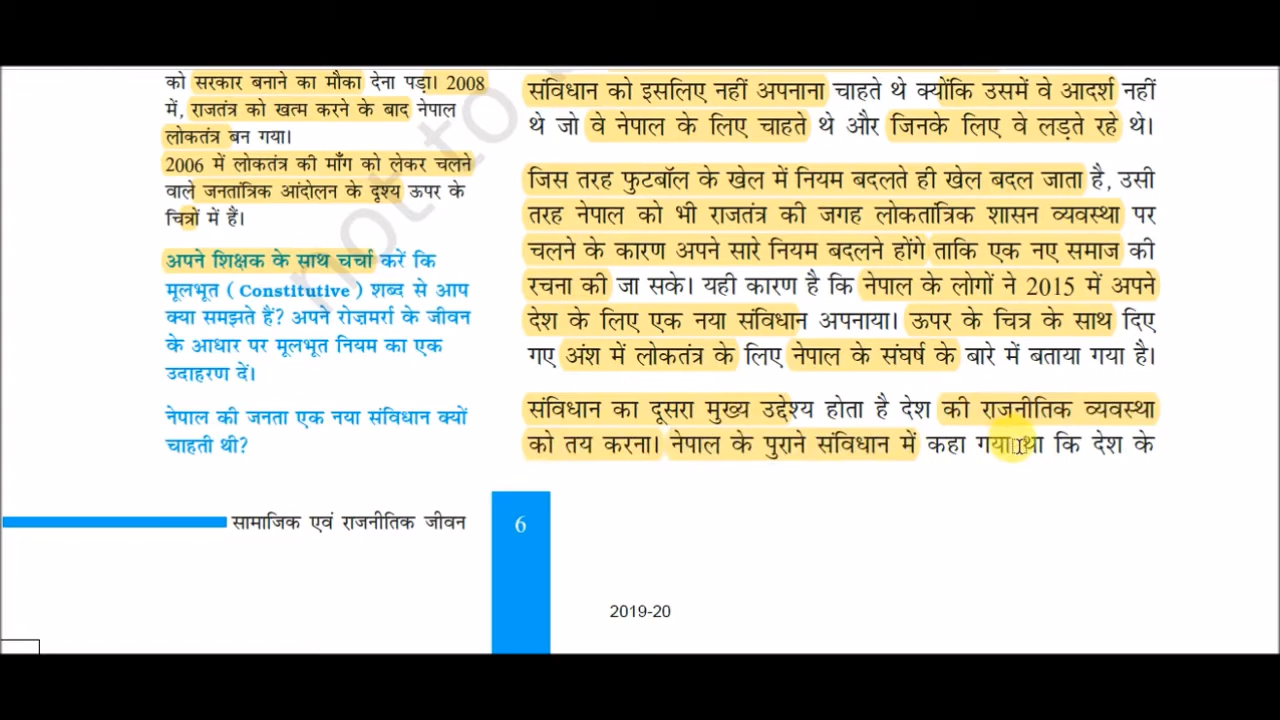 को सरकार बनाने का मौका देना पड़ा। 2008
में, राजतंत्र को खत्म करने के बाद नेपाल
लोकतंत्र बन गया।
2006 में लोकतंत्र की माँग को लेकर चलने
वाले जनतांत्रिक आंदोलन के दृश्य ऊपर के
चित्रों में हैं।
अपने शिक्षक के साथ चर्चा करें कि
मूलभूत (Constitutive) शब्द से आप
क्या समझते हैं? अपने रोज़मर्रा के जीवन
के आधार पर मूलभूत नियम का एक
उदाहरण दें।
नेपाल की जनता एक नया संविधान क्यों
चाहती थी?
संविधान को इसलिए नहीं अपनाना चाहते थे क्योंकि उसमें वे आदर्श नहीं
थे जो वे नेपाल के लिए चाहते थे और जिनके लिए वे लड़ते रहे थे।
जिस तरह फुटबॉल के खेल में नियम बदलते ही खेल बदल जाता है, उसी
तरह नेपाल को भी राजतंत्र की जगह लोकतांत्रिक शासन व्यवस्था पर
चलने के कारण अपने सारे नियम बदलने होंगे ताकि एक नए समाज की
रचना की जा सके। यही कारण है कि नेपाल के लोगों ने 2015 में अपने
देश के लिए एक नया संविधान अपनाया। ऊपर के चित्र के साथ दिए
गए अंश में लोकतंत्र के लिए नेपाल के संघर्ष के बारे में बताया गया है।
संविधान का दूसरा मुख्य उद्देश्य होता है देश की राजनीतिक व्यवस्था
को तय करना। नेपाल के पुराने संविधान में कहा गया था कि देश के
सामाजिक एवं राजनीतिक जीवन
6
2019-20
not to